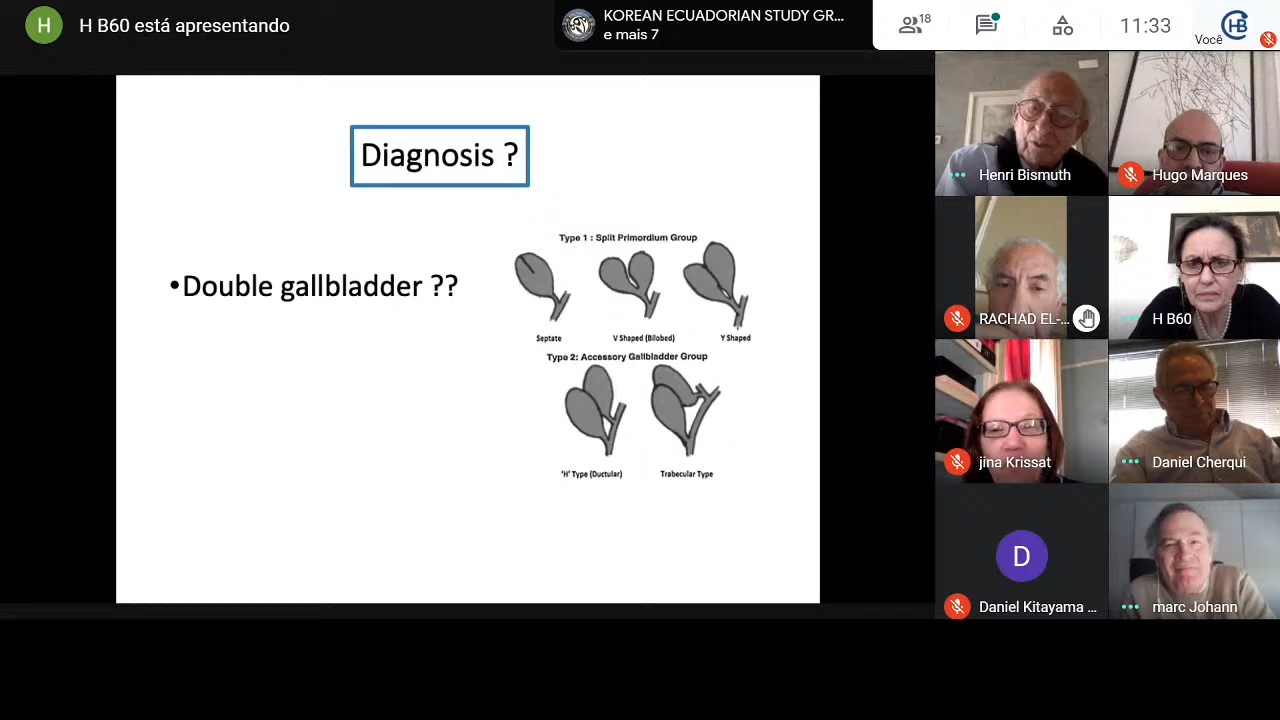 H
H B60 está apresentando
KOREAN ECUADORIAN STUDY GR...
e mais 7
18
11:33
Você
HB
Diagnosis ?
•Double gallbladder ??
Type 1 : Split Primordium Group
Septate
V Shaped (Bilobed)
Y Shaped
Type 2: Accessory Gallbladder Group
'H' Type (Ductular)
Trabecular Type
Henri Bismuth
Hugo Marques
RACHAD EL-...
H B60
jina Krissat
Daniel Cherqui
D
Daniel Kitayama ...
marc Johann